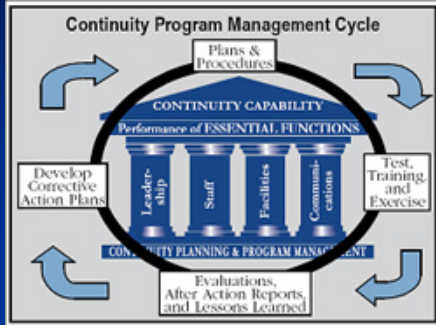 Continuity Program Management Cycle
Plans &
Procedures
CONTINUITY CAPABILITY
Performance of ESSENTIAL FUNCTIONS
Leader-
ship
Staff
Facilities
Communi-
cations
Develop
Corrective
Action Plans
Test,
Training,
and
Exercise
CONTINUITY PLANNING & PROGRAM MANAGEMENT
Evaluations,
After Action Reports,
and Lessons Learned